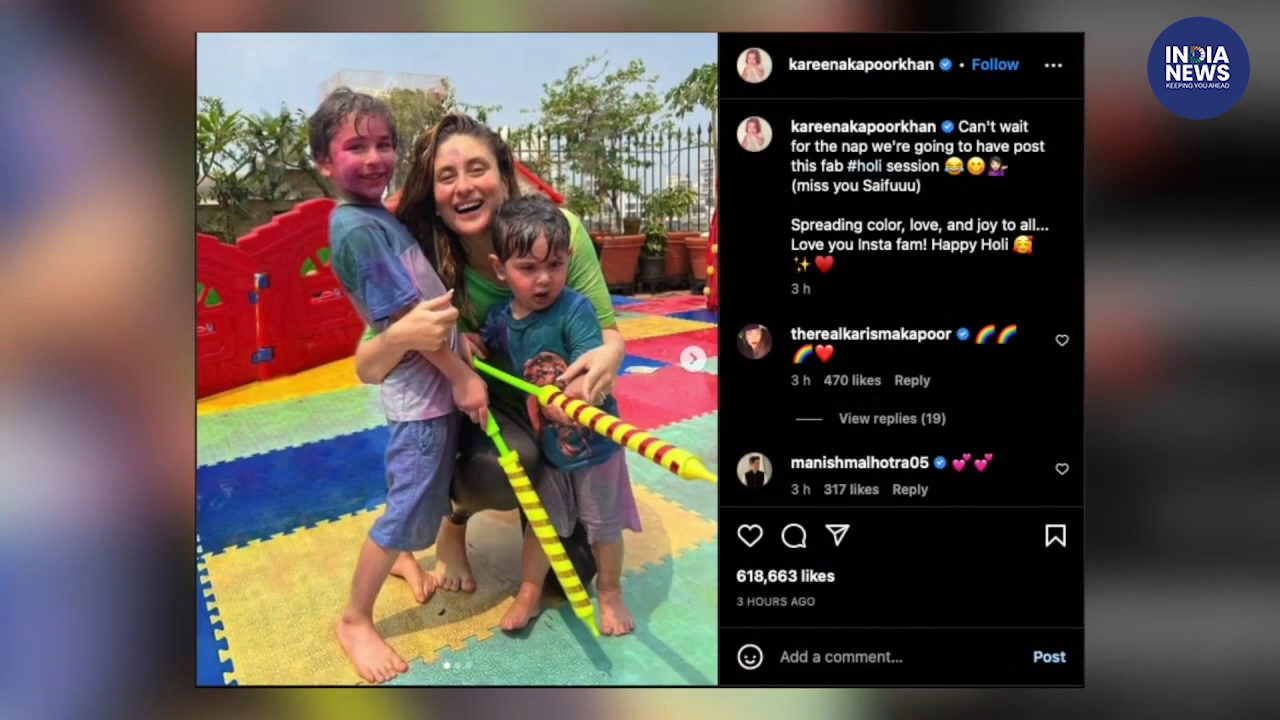 INDIA
NEWS
KEEPING YOU AHEAD
kareenakapoorkhan • Follow
kareenakapoorkhan Can't wait
for the nap we're going to have post
this fab #holi session 😂😋💁🏻‍♀️
(miss you Saifuuu)
Spreading color, love, and joy to all...
Love you Insta fam! Happy Holi 🥰
✨❤️
3 h
therealkarismakapoor 🌈🌈
🌈❤️
3 h 470 likes Reply
View replies (19)
manishmalhotra05 💕💕
3 h 317 likes Reply
618,663 likes
3 HOURS AGO
Add a comment... Post